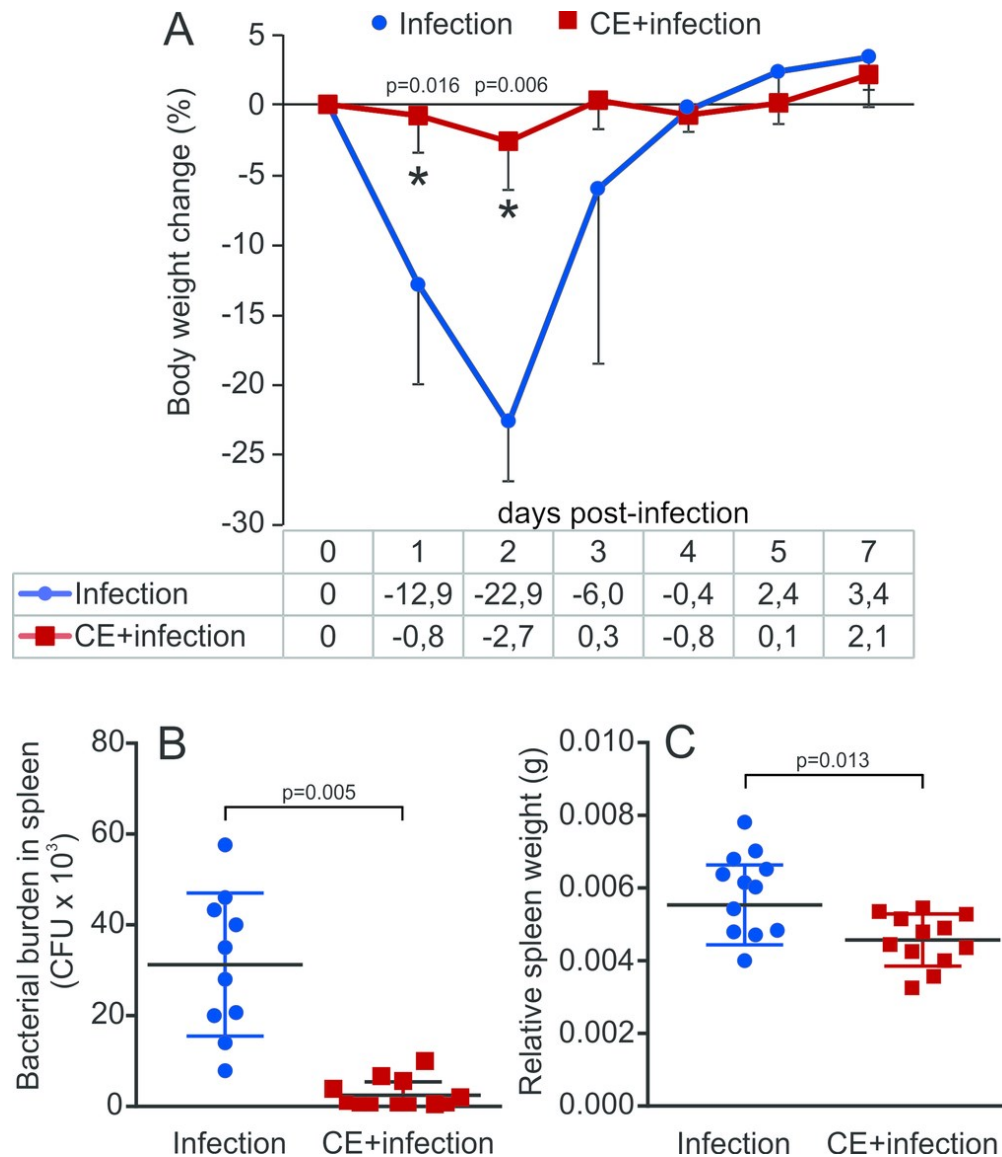 A
Infection
CE+infection
Body weight change (%)
5
0
-5
-10
-15
-20
-25
-30
p=0.016
p=0.006
*
*
days post-infection
0 1 2 3 4 5 7
Infection 0 -12,9 -22,9 -6,0 -0,4 2,4 3,4
CE+infection 0 -0,8 -2,7 0,3 -0,8 0,1 2,1
B
Bacterial burden in spleen
(CFU x 10³)
80
60
40
20
0
p=0.005
Infection
CE+infection
C
Relative spleen weight (g)
0.010
0.008
0.006
0.004
0.002
0.000
p=0.013
Infection
CE+infection